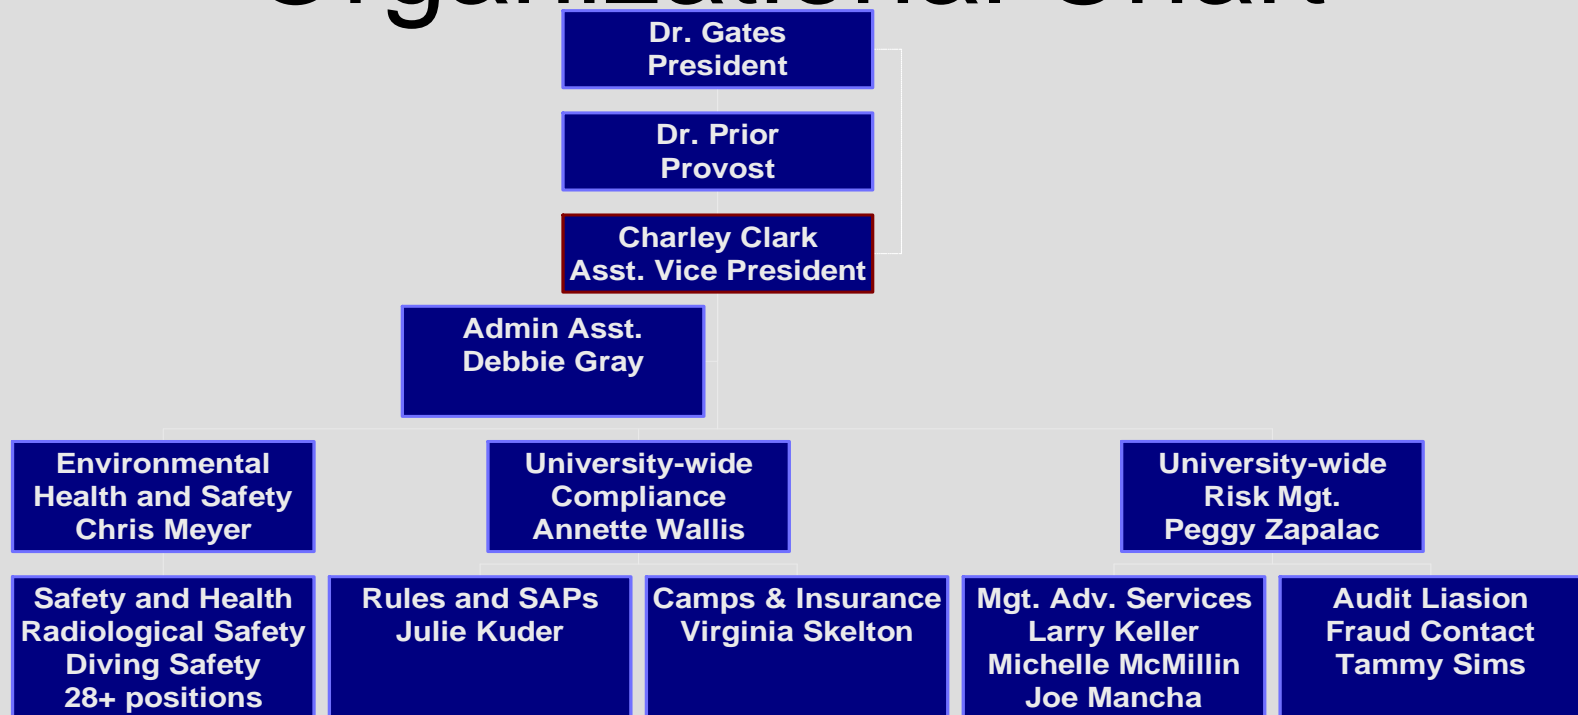 Organizational Chart
Dr. Gates
President
Dr. Prior
Provost
Charley Clark
Asst. Vice President
Admin Asst.
Debbie Gray
Environmental
Health and Safety
Chris Meyer
University-wide
Compliance
Annette Wallis
University-wide
Risk Mgt.
Peggy Zapalac
Safety and Health
Radiological Safety
Diving Safety
28+ positions
Rules and SAPs
Julie Kuder
Camps & Insurance
Virginia Skelton
Mgt. Adv. Services
Larry Keller
Michelle McMillin
Joe Mancha
Audit Liasion
Fraud Contact
Tammy Sims